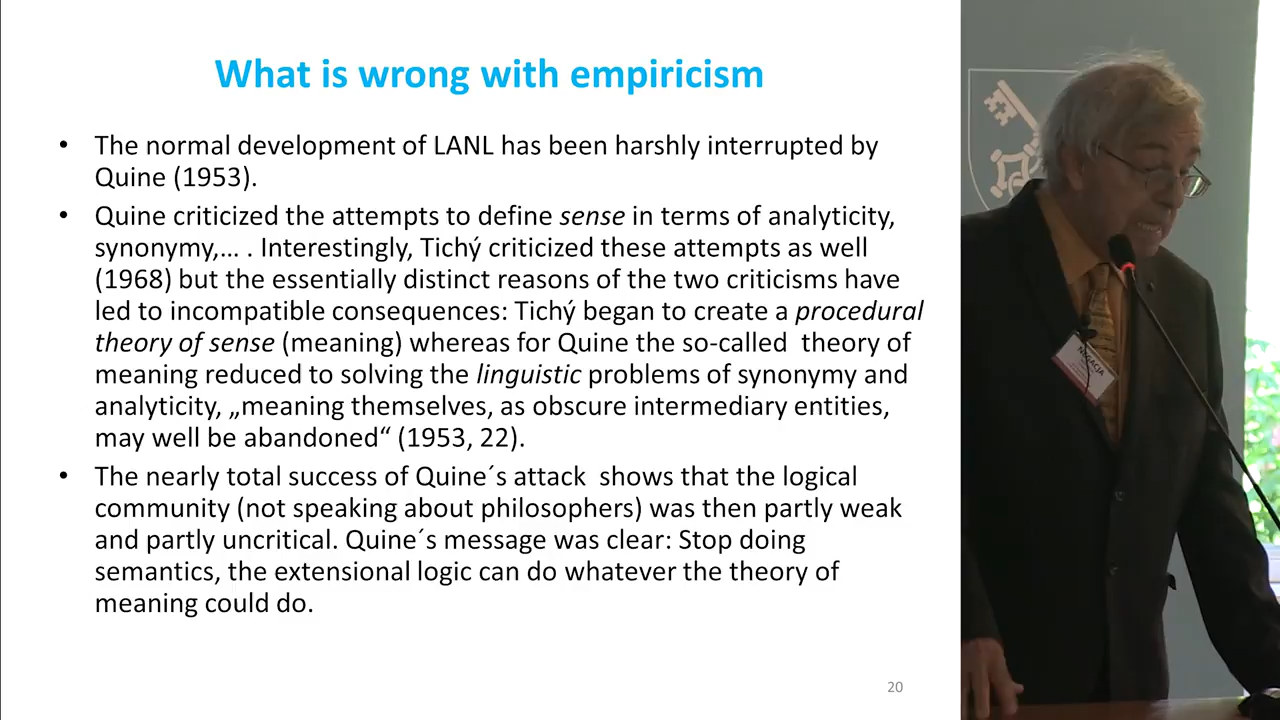 What is wrong with empiricism
• The normal development of LANL has been harshly interrupted by
Quine (1953).
• Quine criticized the attempts to define sense in terms of analyticity,
synonymy,... . Interestingly, Tichý criticized these attempts as well
(1968) but the essentially distinct reasons of the two criticisms have
led to incompatible consequences: Tichý began to create a procedural
theory of sense (meaning) whereas for Quine the so-called  theory of
meaning reduced to solving the linguistic problems of synonymy and
analyticity, „meaning themselves, as obscure intermediary entities,
may well be abandoned“ (1953, 22).
• The nearly total success of Quine´s attack  shows that the logical
community (not speaking about philosophers) was then partly weak
and partly uncritical. Quine´s message was clear: Stop doing
semantics, the extensional logic can do whatever the theory of
meaning could do.
20